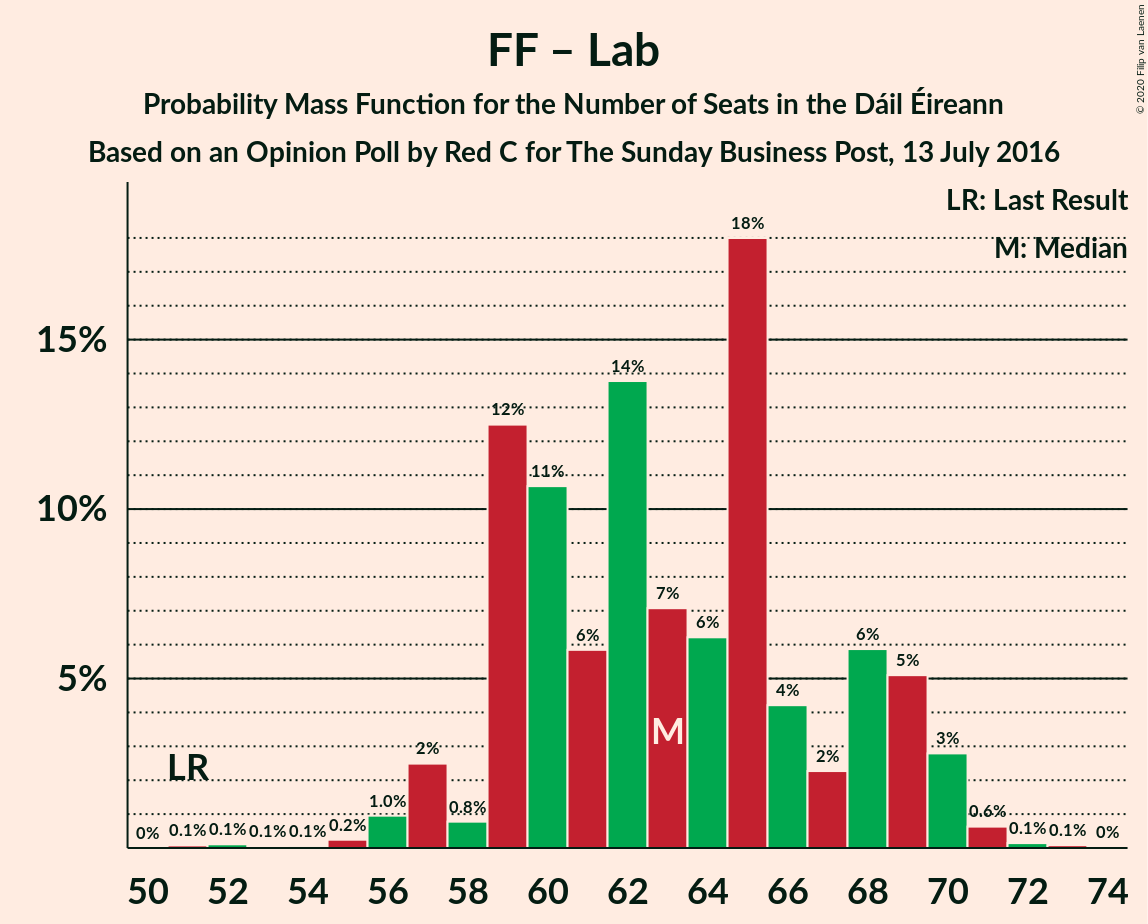 FF – Lab
Probability Mass Function for the Number of Seats in the Dáil Éireann
Based on an Opinion Poll by Red C for The Sunday Business Post, 13 July 2016
© 2020 Filip van Laenen
LR: Last Result
M: Median
18%
15%
14%
12%
11%
10%
7%
6%
6%
6%
5%
5%
4%
M
3%
2%
2%
LR
1.0%
0.8%
0.6%
0% 0.1% 0.1% 0.1% 0.1% 0.2%
0.1% 0.1% 0%
50 52 54 56 58 60 62 64 66 68 70 72 74